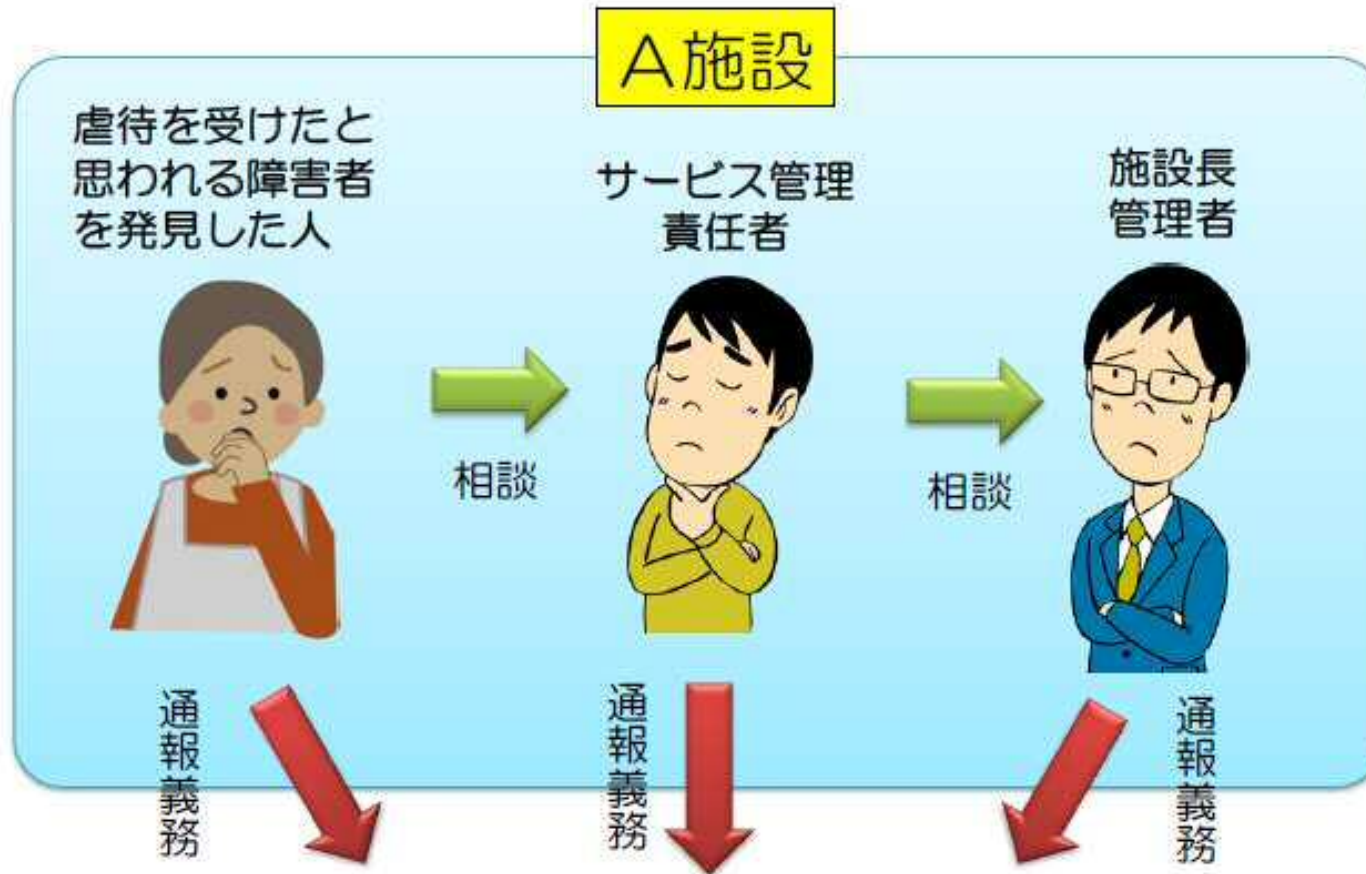 A施設
虐待を受けたと
思われる障害者
を発見した人
サービス管理
責任者
施設長
管理者
相談
相談
通報義務
通報義務
通報義務